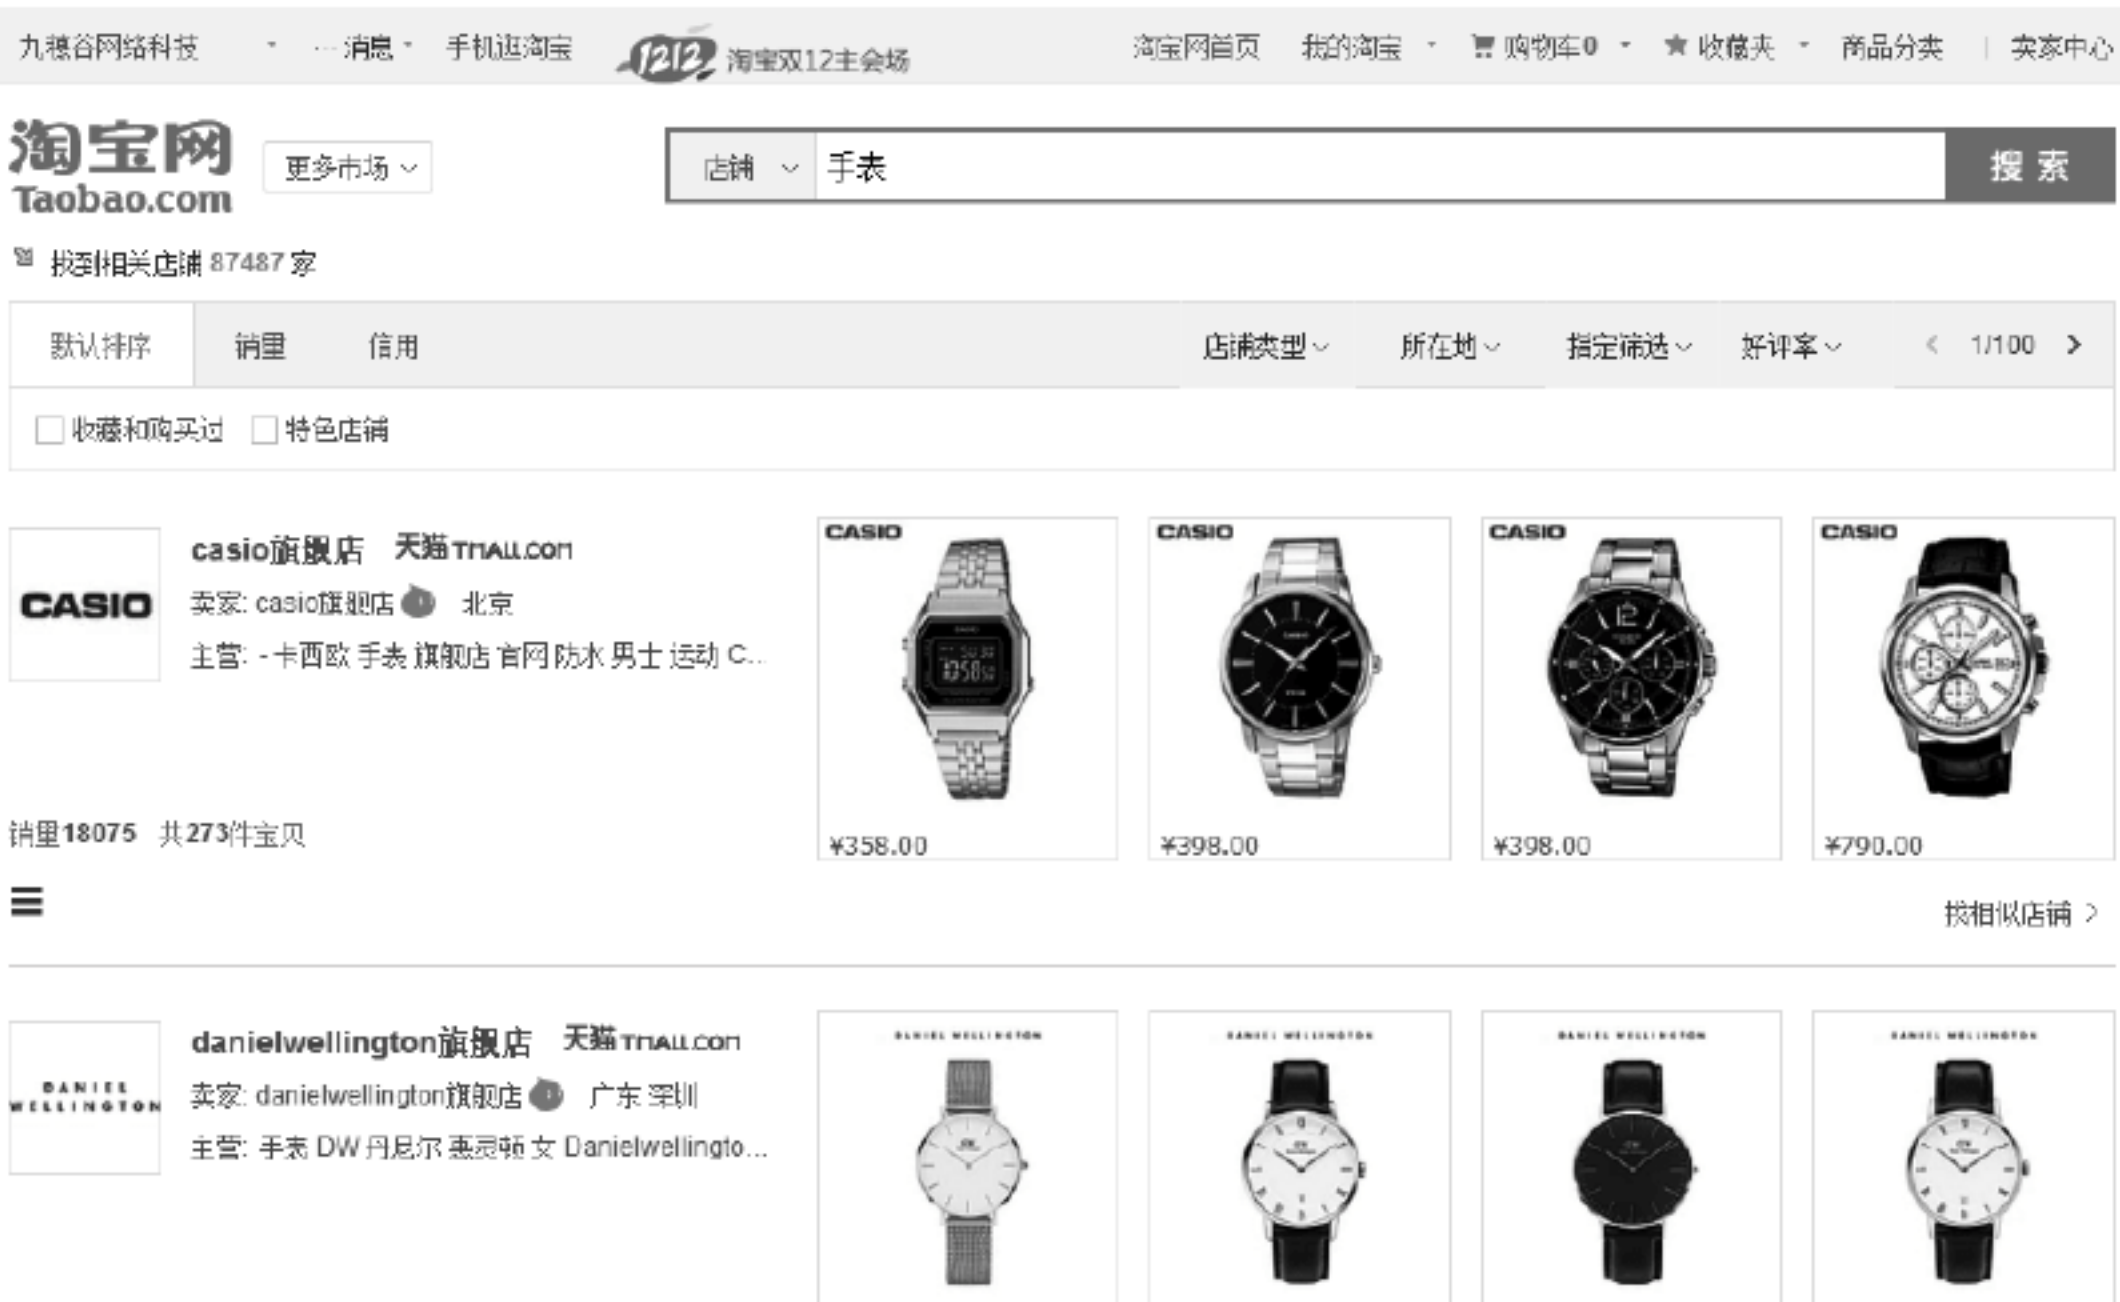 九穗谷网络科技 消息 手机逛淘宝 1212 淘宝双12主会场 淘宝网首页 我的淘宝 购物车0 收藏夹 商品分类 | 卖家中心
淘宝网
Taobao.com
更多市场 店铺 手表 搜索
找到相关店铺 87487 家
默认排序 销量 信用 店铺类型 所在地 指定筛选 好评率 < 1/100 >
收藏和购买过 特色店铺
CASIO
casio旗舰店 天猫 TMALL.COM
卖家: casio旗舰店 北京
主营: - 卡西欧 手表 旗舰店 官网 防水 男士 运动 C...
销量18075 共273件宝贝
CASIO CASIO CASIO CASIO
¥358.00 ¥398.00 ¥398.00 ¥790.00
找相似店铺 >
DANIEL
WELLINGTON
danielwellington旗舰店 天猫 TMALL.COM
卖家: danielwellington旗舰店 广东 深圳
主营: 手表 DW 丹尼尔 惠灵顿 女 Danielwellingto...
DANIEL WELLINGTON DANIEL WELLINGTON DANIEL WELLINGTON DANIEL WELLINGTON